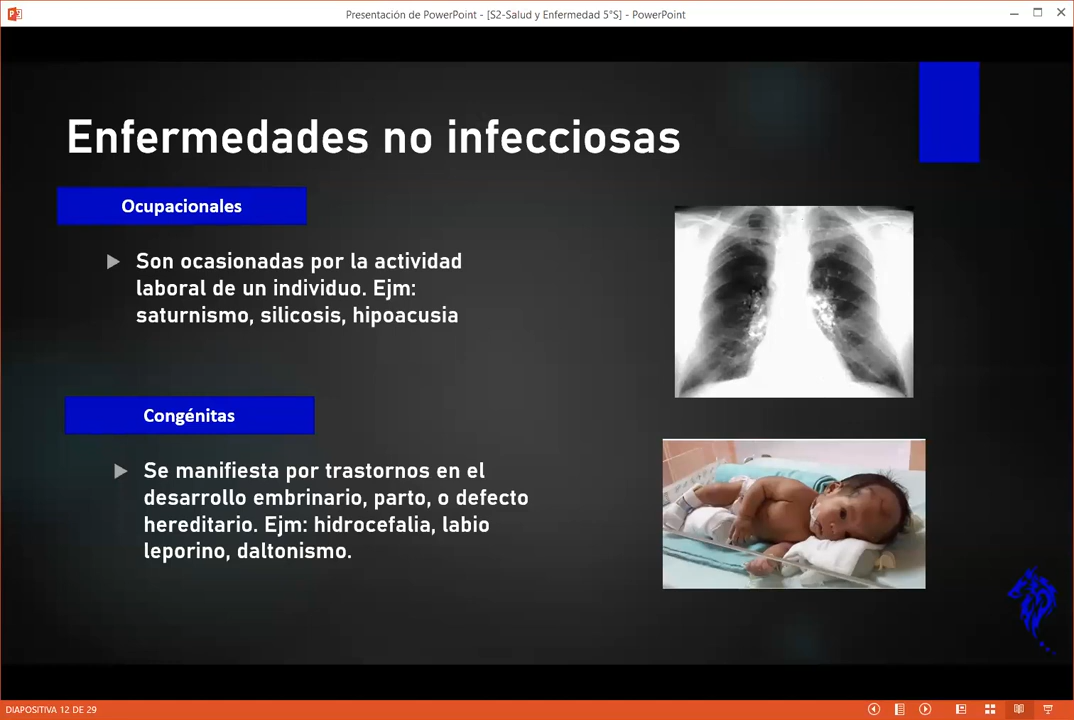 Presentación de PowerPoint - [S2-Salud y Enfermedad 5°S] - PowerPoint
Enfermedades no infecciosas
Ocupacionales
Son ocasionadas por la actividad
laboral de un individuo. Ejm:
saturnismo, silicosis, hipoacusia
Congénitas
Se manifiesta por trastornos en el
desarrollo embrinario, parto, o defecto
hereditario. Ejm: hidrocefalia, labio
leporino, daltonismo.
DIAPOSITIVA 12 DE 29